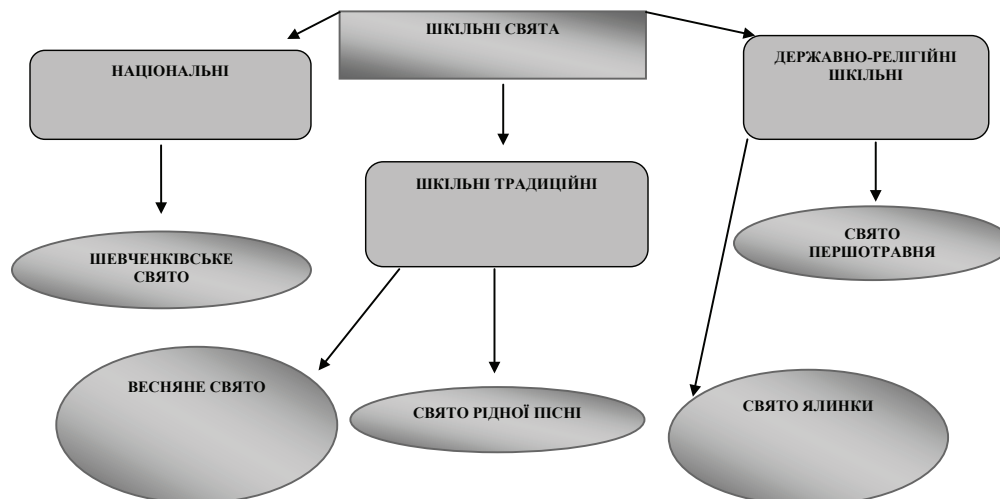 ШКІЛЬНІ СВЯТА
НАЦІОНАЛЬНІ
ДЕРЖАВНО-РЕЛІГІЙНІ
ШКІЛЬНІ
ШКІЛЬНІ ТРАДИЦІЙНІ
ШЕВЧЕНКІВСЬКЕ
СВЯТО
СВЯТО
ПЕРШОТРАВНЯ
ВЕСНЯНЕ СВЯТО
СВЯТО РІДНОЇ ПІСНІ
СВЯТО ЯЛИНКИ